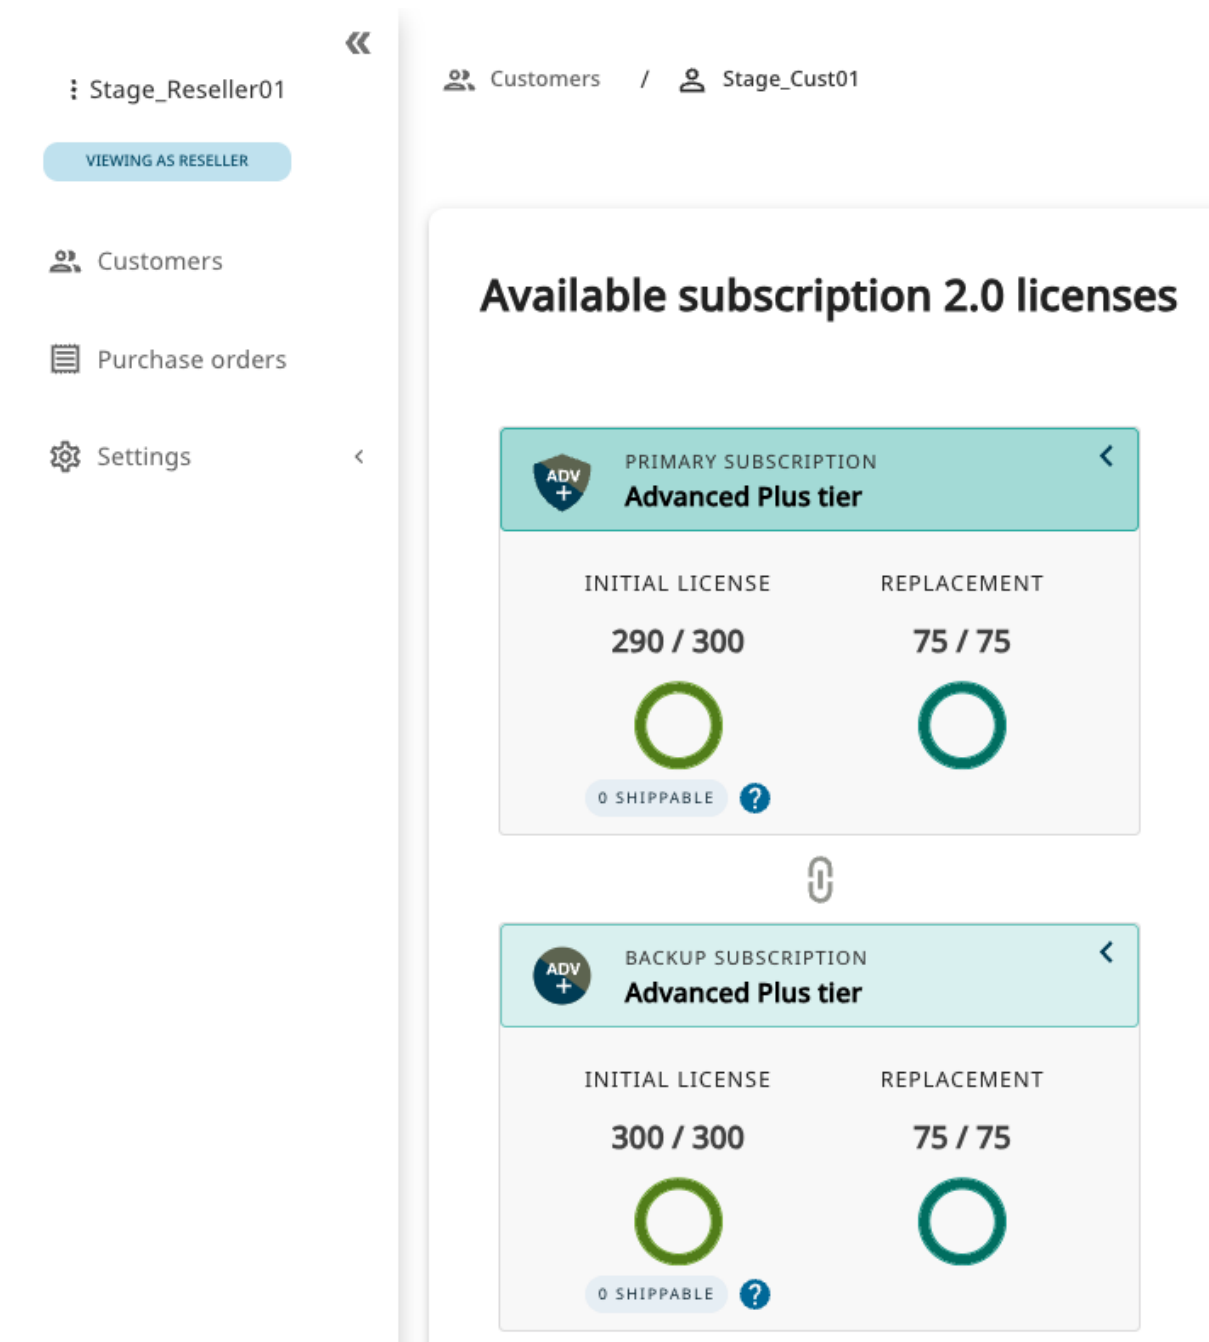 Stage_Reseller01
VIEWING AS RESELLER
Customers
Purchase orders
Settings
Customers / Stage_Cust01
Available subscription 2.0 licenses
ADV
+
PRIMARY SUBSCRIPTION
Advanced Plus tier
INITIAL LICENSE REPLACEMENT
290 / 300 75 / 75
0 SHIPPABLE ?
ADV
+
BACKUP SUBSCRIPTION
Advanced Plus tier
INITIAL LICENSE REPLACEMENT
300 / 300 75 / 75
0 SHIPPABLE ?